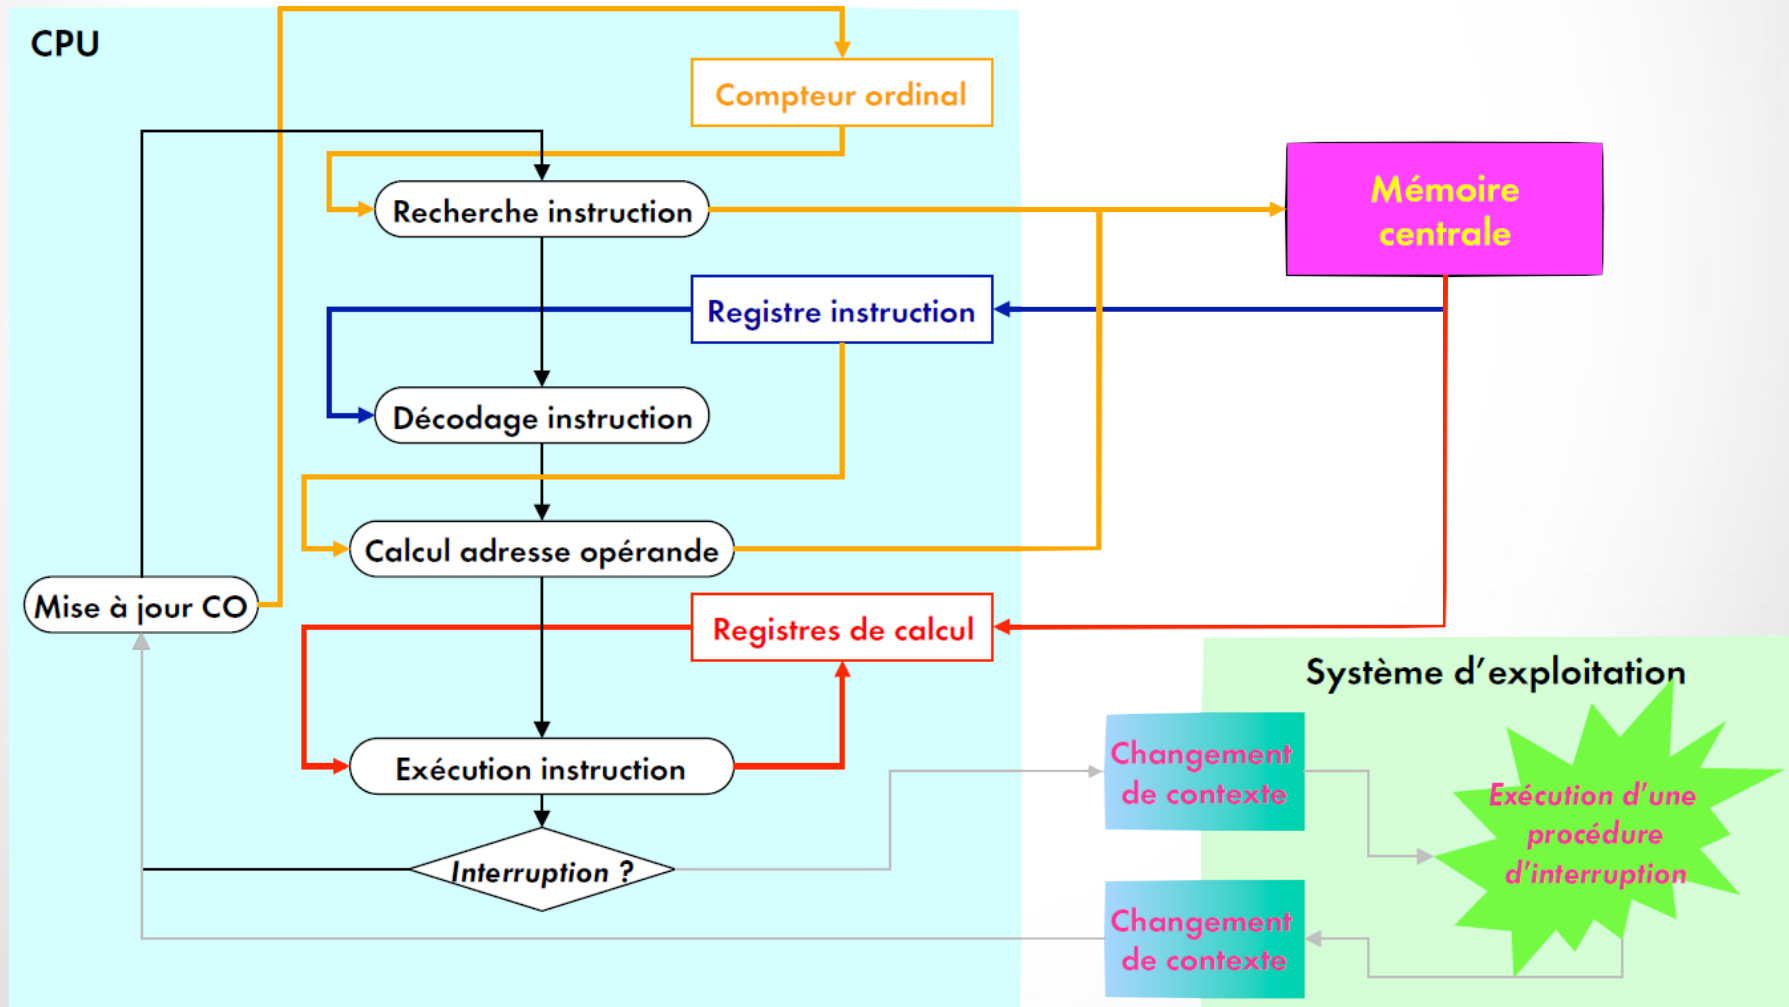 CPU
Compteur ordinal
Recherche instruction
Mémoire
centrale
Registre instruction
Décodage instruction
Calcul adresse opérande
Mise à jour CO
Registres de calcul
Système d'exploitation
Exécution instruction
Changement
de contexte
Exécution d'une
procédure
d'interruption
Interruption ?
Changement
de contexte